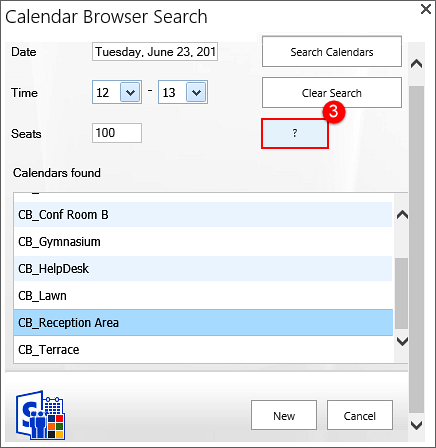 Calendar Browser Search
Date Tuesday, June 23, 201 Search Calendars
Time 12 - 13 Clear Search
3
Seats 100 ?
Calendars found
CB_Conf Room B
CB_Gymnasium
CB_HelpDesk
CB_Lawn
CB_Reception Area
CB_Terrace
S New Cancel